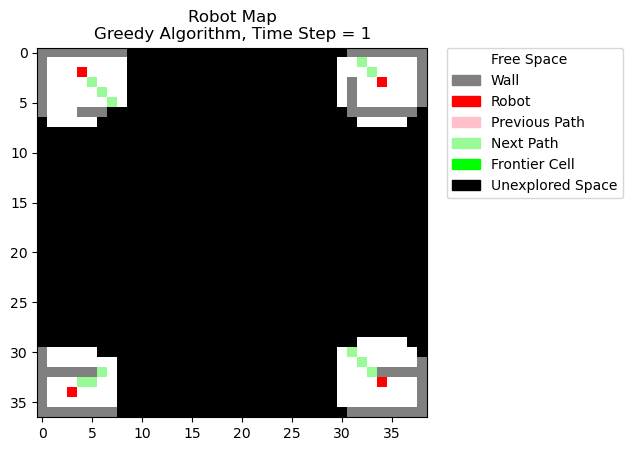 Robot Map
Greedy Algorithm, Time Step = 1
0
5
10
15
20
25
30
35
0 5 10 15 20 25 30 35
Free Space
Wall
Robot
Previous Path
Next Path
Frontier Cell
Unexplored Space